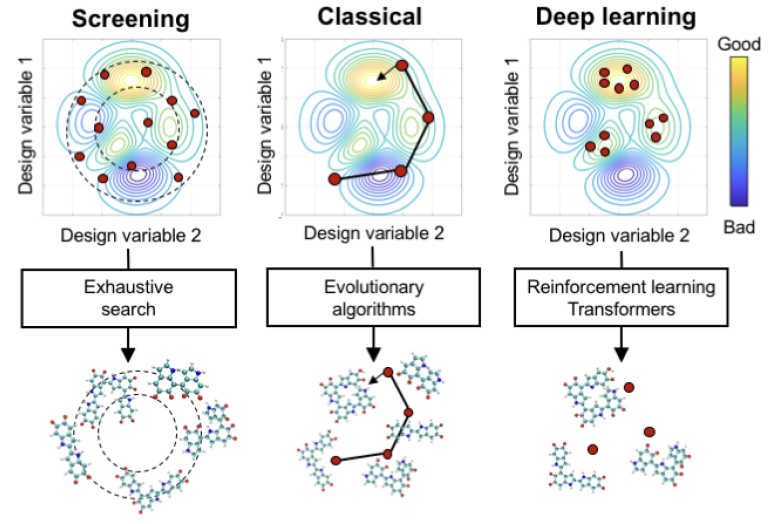 Screening
Classical
Deep learning
Good
Design variable 1
Design variable 1
Design variable 1
Bad
Design variable 2
Design variable 2
Design variable 2
Exhaustive
search
Evolutionary
algorithms
Reinforcement learning
Transformers